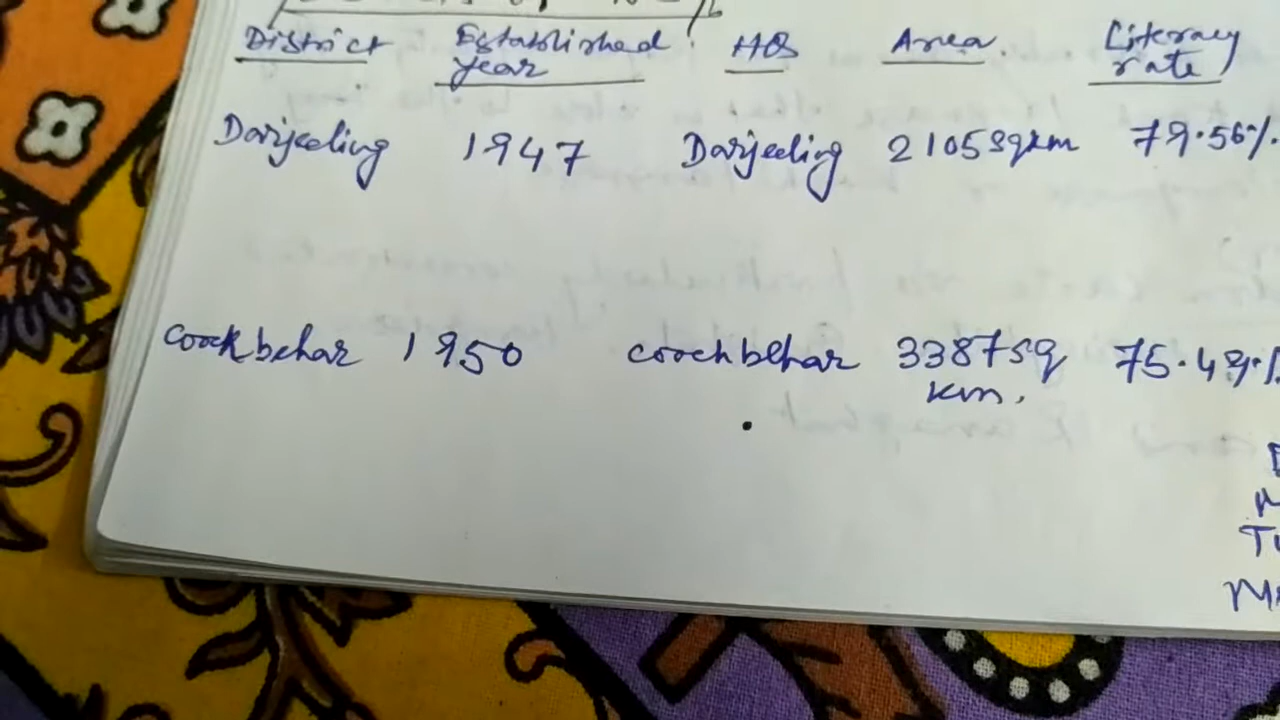 District Established year HQ Area. Literacy rate
Darjeeling 1947 Darjeeling 2105 sqkm 79.56%.
Coochbehar 1950 coochbehar 3387 sq km. 75.49%